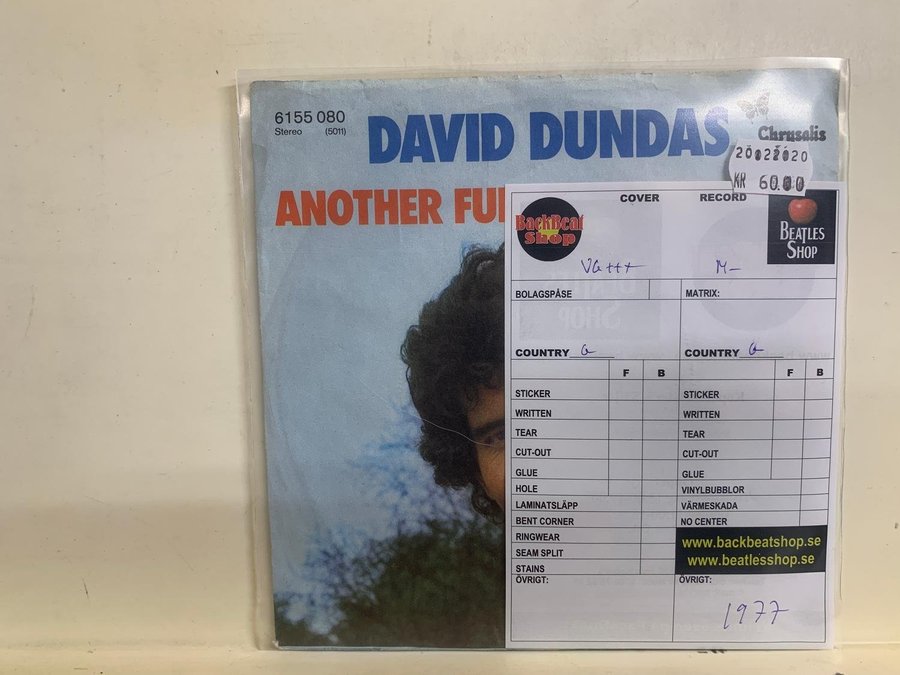 6155 080
Stereo (5011)
DAVID DUNDAS
Chrysalis
20022020
KR 60.00
ANOTHER FU
COVER RECORD
BackBeat
Shop
BEATLES
SHOP
VG+++ M-
BOLAGSPÅSE MATRIX:
COUNTRY G COUNTRY G
F B F B
STICKER STICKER
WRITTEN WRITTEN
TEAR TEAR
CUT-OUT CUT-OUT
GLUE GLUE
HOLE VINYLBUBBLOR
LAMINATSLÄPP VÄRMESKADA
BENT CORNER NO CENTER
RINGWEAR
SEAM SPLIT
STAINS
www.backbeatshop.se
www.beatlesshop.se
ÖVRIGT: ÖVRIGT:
1977